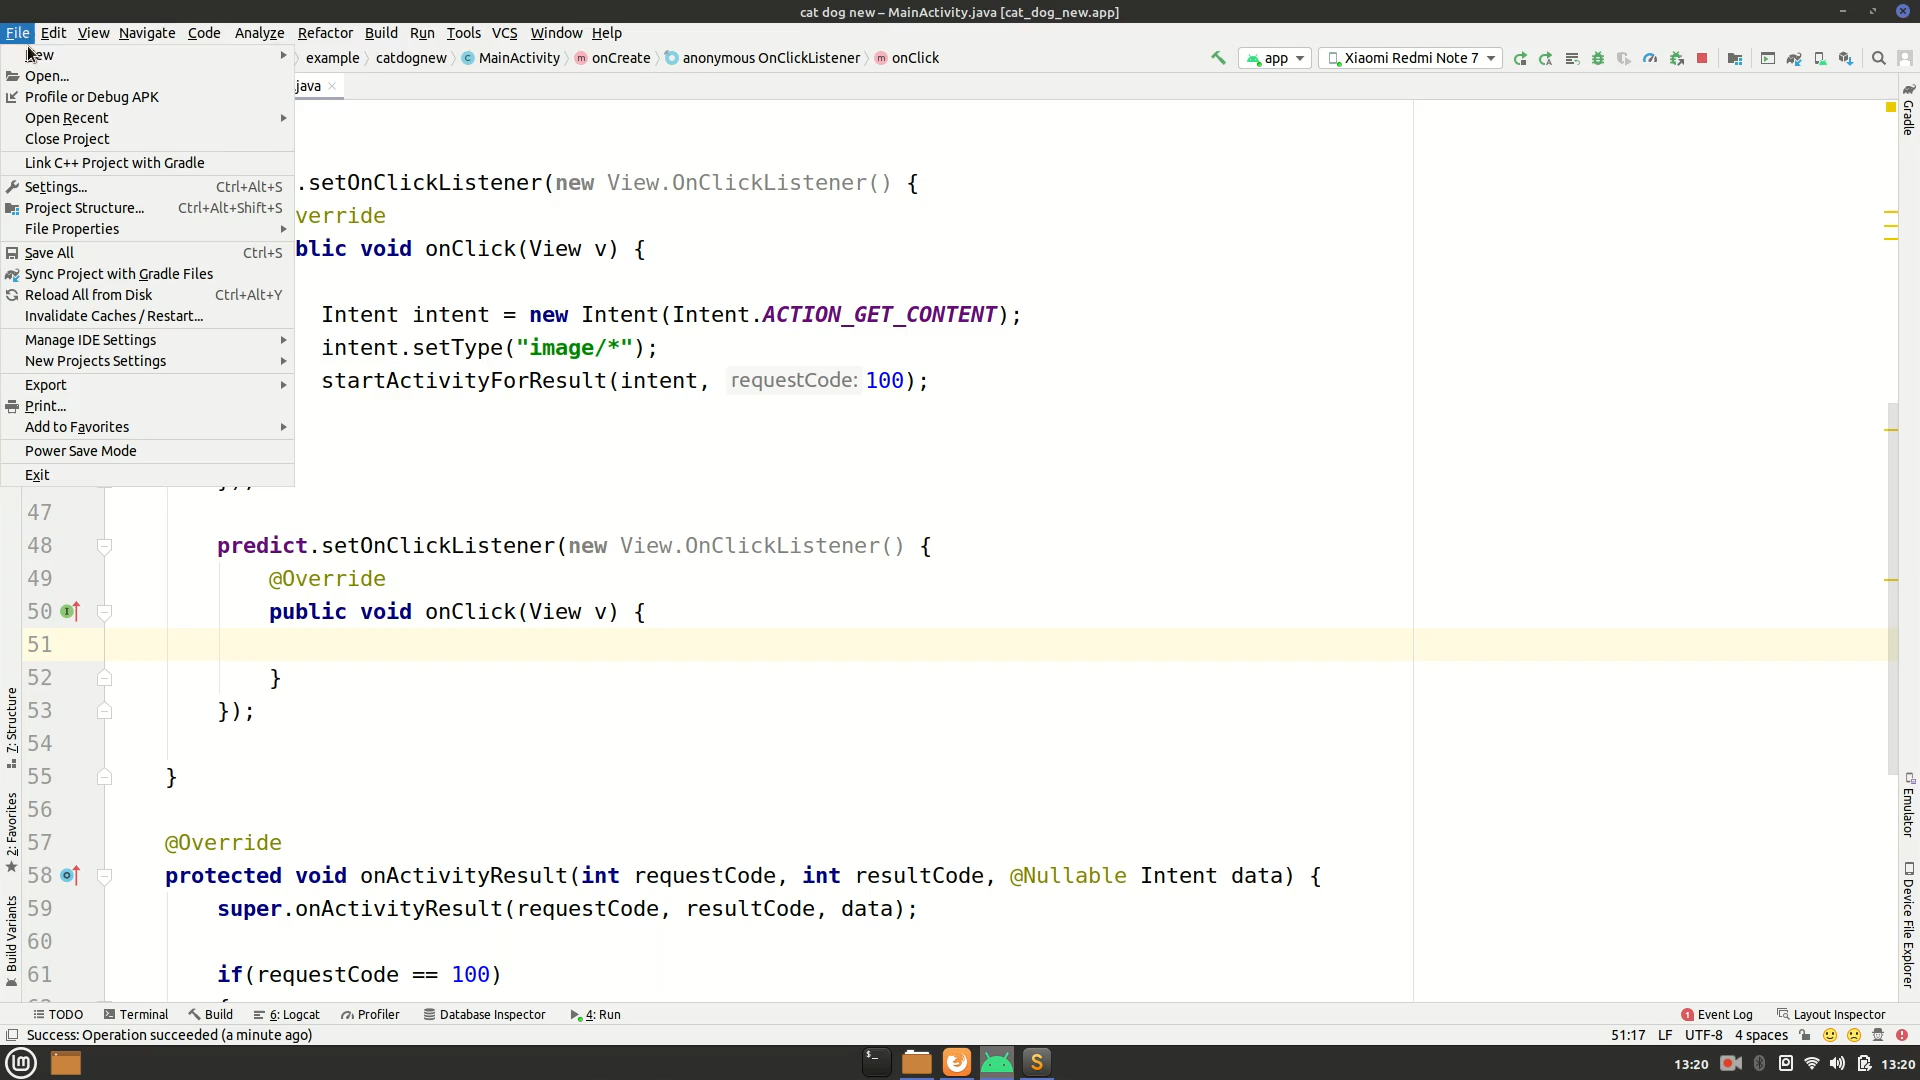 cat dog new – MainActivity.java [cat_dog_new.app]
File Edit View Navigate Code Analyze Refactor Build Run Tools VCS Window Help
example catdognew MainActivity onCreate anonymous OnClickListener onClick app Xiaomi Redmi Note 7
Open...
Profile or Debug APK
Open Recent
Close Project
Link C++ Project with Gradle
Settings... Ctrl+Alt+S
Project Structure... Ctrl+Alt+Shift+S
File Properties
Save All Ctrl+S
Sync Project with Gradle Files
Reload All from Disk Ctrl+Alt+Y
Invalidate Caches / Restart...
Manage IDE Settings
New Projects Settings
Export
Print...
Add to Favorites
Power Save Mode
Exit
java
.setOnClickListener(new View.OnClickListener() {
verride
blic void onClick(View v) {
Intent intent = new Intent(Intent.ACTION_GET_CONTENT);
intent.setType("image/*");
startActivityForResult(intent, requestCode: 100);
47
48 predict.setOnClickListener(new View.OnClickListener() {
49 @Override
50 public void onClick(View v) {
51
52 }
53 });
54
55 }
56
57 @Override
58 protected void onActivityResult(int requestCode, int resultCode, @Nullable Intent data) {
59 super.onActivityResult(requestCode, resultCode, data);
60
61 if(requestCode == 100)
7: Structure
2: Favorites
Build Variants
Gradle
Emulator
Device File Explorer
TODO Terminal Build 6: Logcat Profiler Database Inspector 4: Run 1 Event Log Layout Inspector
Success: Operation succeeded (a minute ago) 51:17 LF UTF-8 4 spaces
13:20 13:20